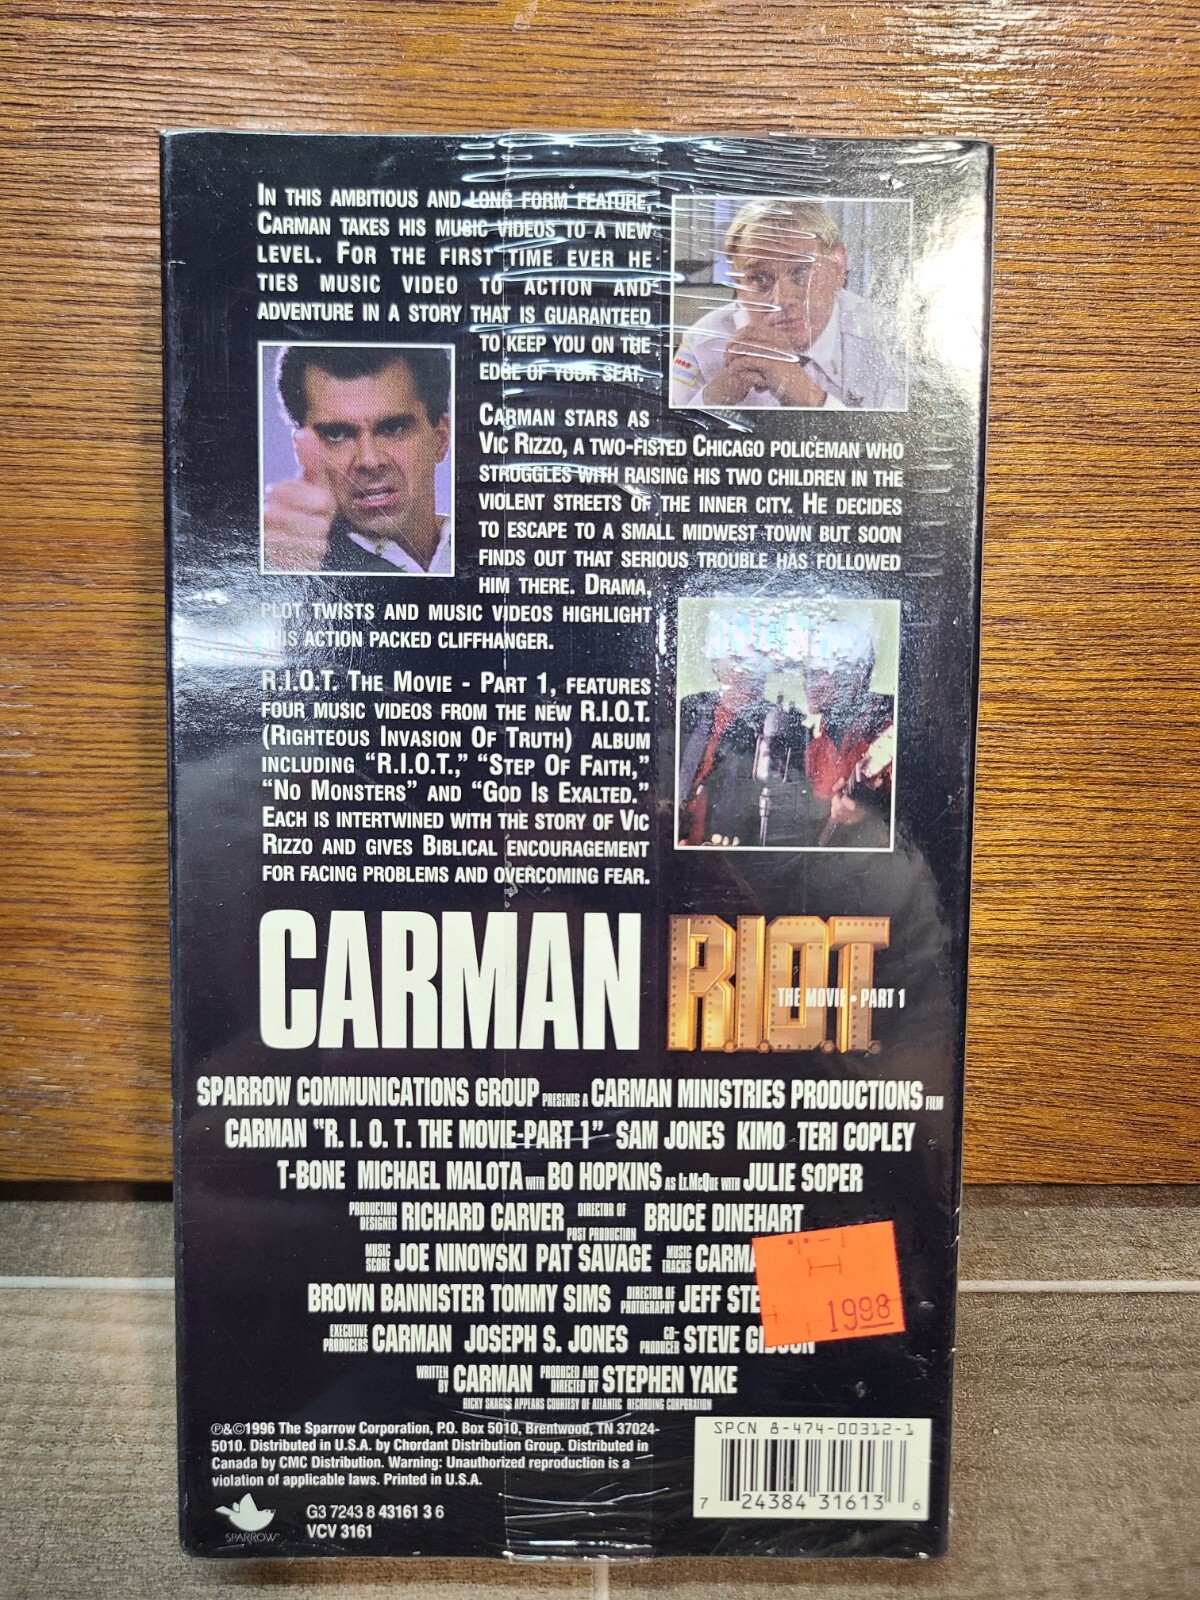 IN THIS AMBITIOUS AND LONG FORM FEATURE,
CARMAN TAKES HIS MUSIC VIDEOS TO A NEW
LEVEL. FOR THE FIRST TIME EVER HE
TIES MUSIC VIDEO TO ACTION AND
ADVENTURE IN A STORY THAT IS GUARANTEED
TO KEEP YOU ON THE
EDGE OF YOUR SEAT.
CARMAN STARS AS
VIC RIZZO, A TWO-FISTED CHICAGO POLICEMAN WHO
STRUGGLES WITH RAISING HIS TWO CHILDREN IN THE
VIOLENT STREETS OF THE INNER CITY. HE DECIDES
TO ESCAPE TO A SMALL MIDWEST TOWN BUT SOON
FINDS OUT THAT SERIOUS TROUBLE HAS FOLLOWED
HIM THERE. DRAMA,
PLOT TWISTS AND MUSIC VIDEOS HIGHLIGHT
THIS ACTION PACKED CLIFFHANGER.
R.I.O.T. THE MOVIE - PART 1, FEATURES
FOUR MUSIC VIDEOS FROM THE NEW R.I.O.T.
(RIGHTEOUS INVASION OF TRUTH) ALBUM
INCLUDING "R.I.O.T.," "STEP OF FAITH,"
"NO MONSTERS" AND "GOD IS EXALTED."
EACH IS INTERTWINED WITH THE STORY OF VIC
RIZZO AND GIVES BIBLICAL ENCOURAGEMENT
FOR FACING PROBLEMS AND OVERCOMING FEAR.
CARMAN R.I.O.T.
THE MOVIE • PART 1
SPARROW COMMUNICATIONS GROUP PRESENTS A CARMAN MINISTRIES PRODUCTIONS FILM
CARMAN "R. I. O. T. THE MOVIE-PART 1" SAM JONES KIMO TERI COPLEY
T-BONE MICHAEL MALOTA WITH BO HOPKINS AS LT.MCQUE WITH JULIE SOPER
PRODUCTION DESIGNER RICHARD CARVER DIRECTOR OF POST PRODUCTION BRUCE DINEHART
MUSIC SCORE JOE NINOWSKI PAT SAVAGE MUSIC TRACKS CARMA
BROWN BANNISTER TOMMY SIMS DIRECTOR OF PHOTOGRAPHY JEFF STE
EXECUTIVE PRODUCERS CARMAN JOSEPH S. JONES CO-PRODUCER STEVE GIBSON
WRITTEN BY CARMAN PRODUCED AND DIRECTED BY STEPHEN YAKE
RICKY SKAGGS APPEARS COURTESY OF ATLANTIC RECORDING CORPORATION
1998
℗&©1996 The Sparrow Corporation, P.O. Box 5010, Brentwood, TN 37024-
5010. Distributed in U.S.A. by Chordant Distribution Group. Distributed in
Canada by CMC Distribution. Warning: Unauthorized reproduction is a
violation of applicable laws. Printed in U.S.A.
SPARROW
G3 7243 8 43161 3 6
VCV 3161
SPCN 8-474-00312-1
7 24384 31613 6